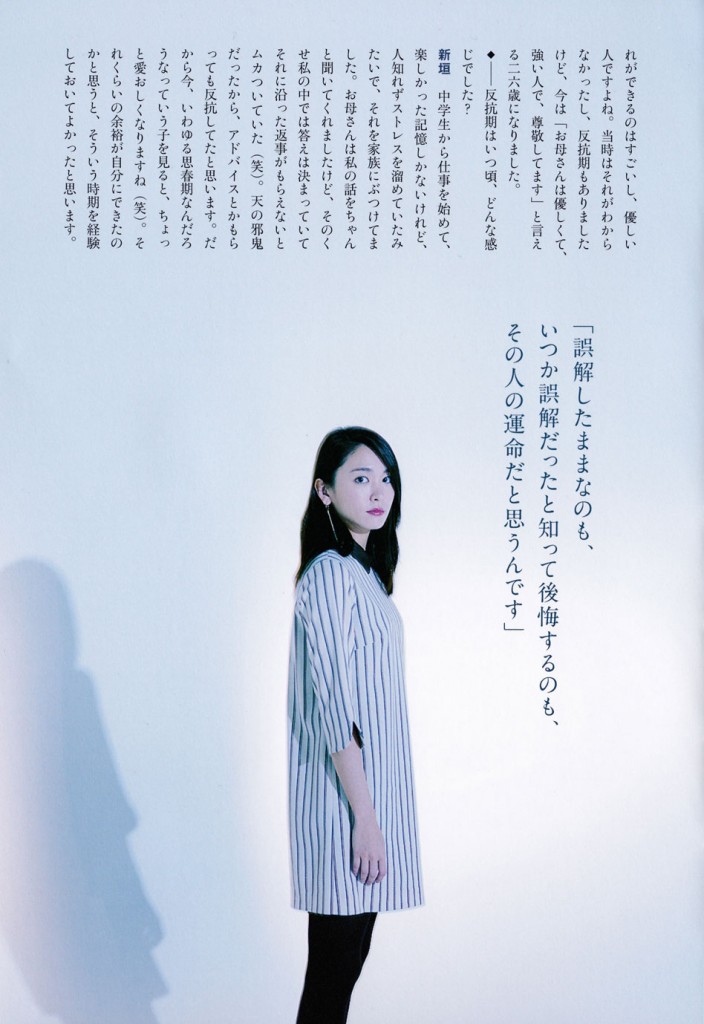 れができるのはすごいし、優しい
人ですよね。当時はそれがわから
なかったし、反抗期もありました
けど、今は「お母さんは優しくて、
強い人で、尊敬してます」と言え
る二六歳になりました。
◆――反抗期はいつ頃、どんな感
じでした？
新垣　中学生から仕事を始めて、
楽しかった記憶しかないけれど、
人知れずストレスを溜めていたみ
たいで、それを家族にぶつけてま
した。お母さんは私の話をちゃん
と聞いてくれましたけど、そのく
せ私の中では答えは決まっていて
それに沿った返事がもらえないと
ムカついていた（笑）。天の邪鬼
だったから、アドバイスとかもら
っても反抗してたと思います。だ
から今、いわゆる思春期なんだろ
うなっていう子を見ると、ちょっ
と愛おしくなりますね（笑）。そ
れくらいの余裕が自分にできたの
かと思うと、そういう時期を経験
しておいてよかったと思います。
「誤解したままなのも、
いつか誤解だったと知って後悔するのも、
その人の運命だと思うんです」